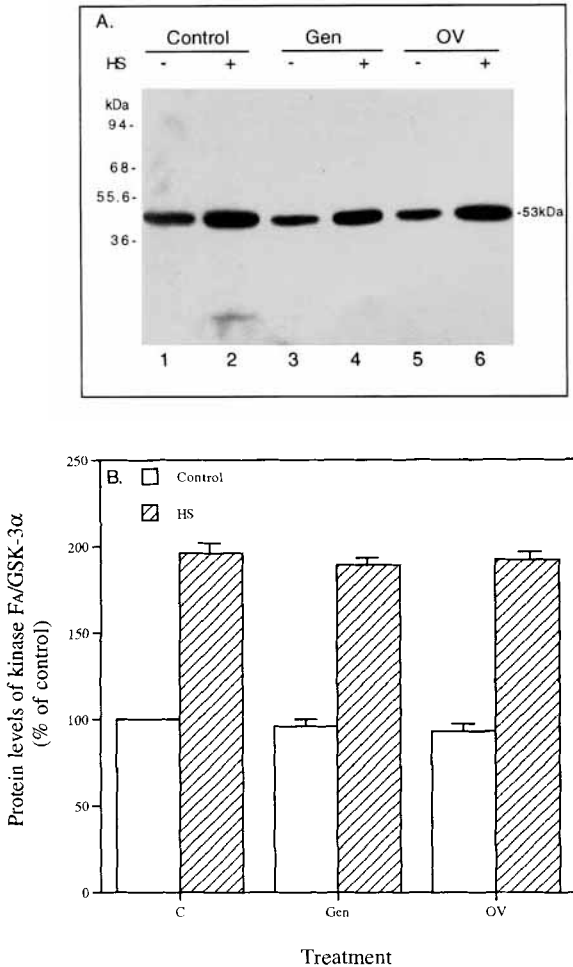 A.
Control Gen OV
HS - + - + - +
kDa
94-
68-
55.6-
-53kDa
36-
1 2 3 4 5 6
B.
Control
HS
250
200
150
100
50
0
Protein levels of kinase FA/GSK-3α
(% of control)
C Gen OV
Treatment